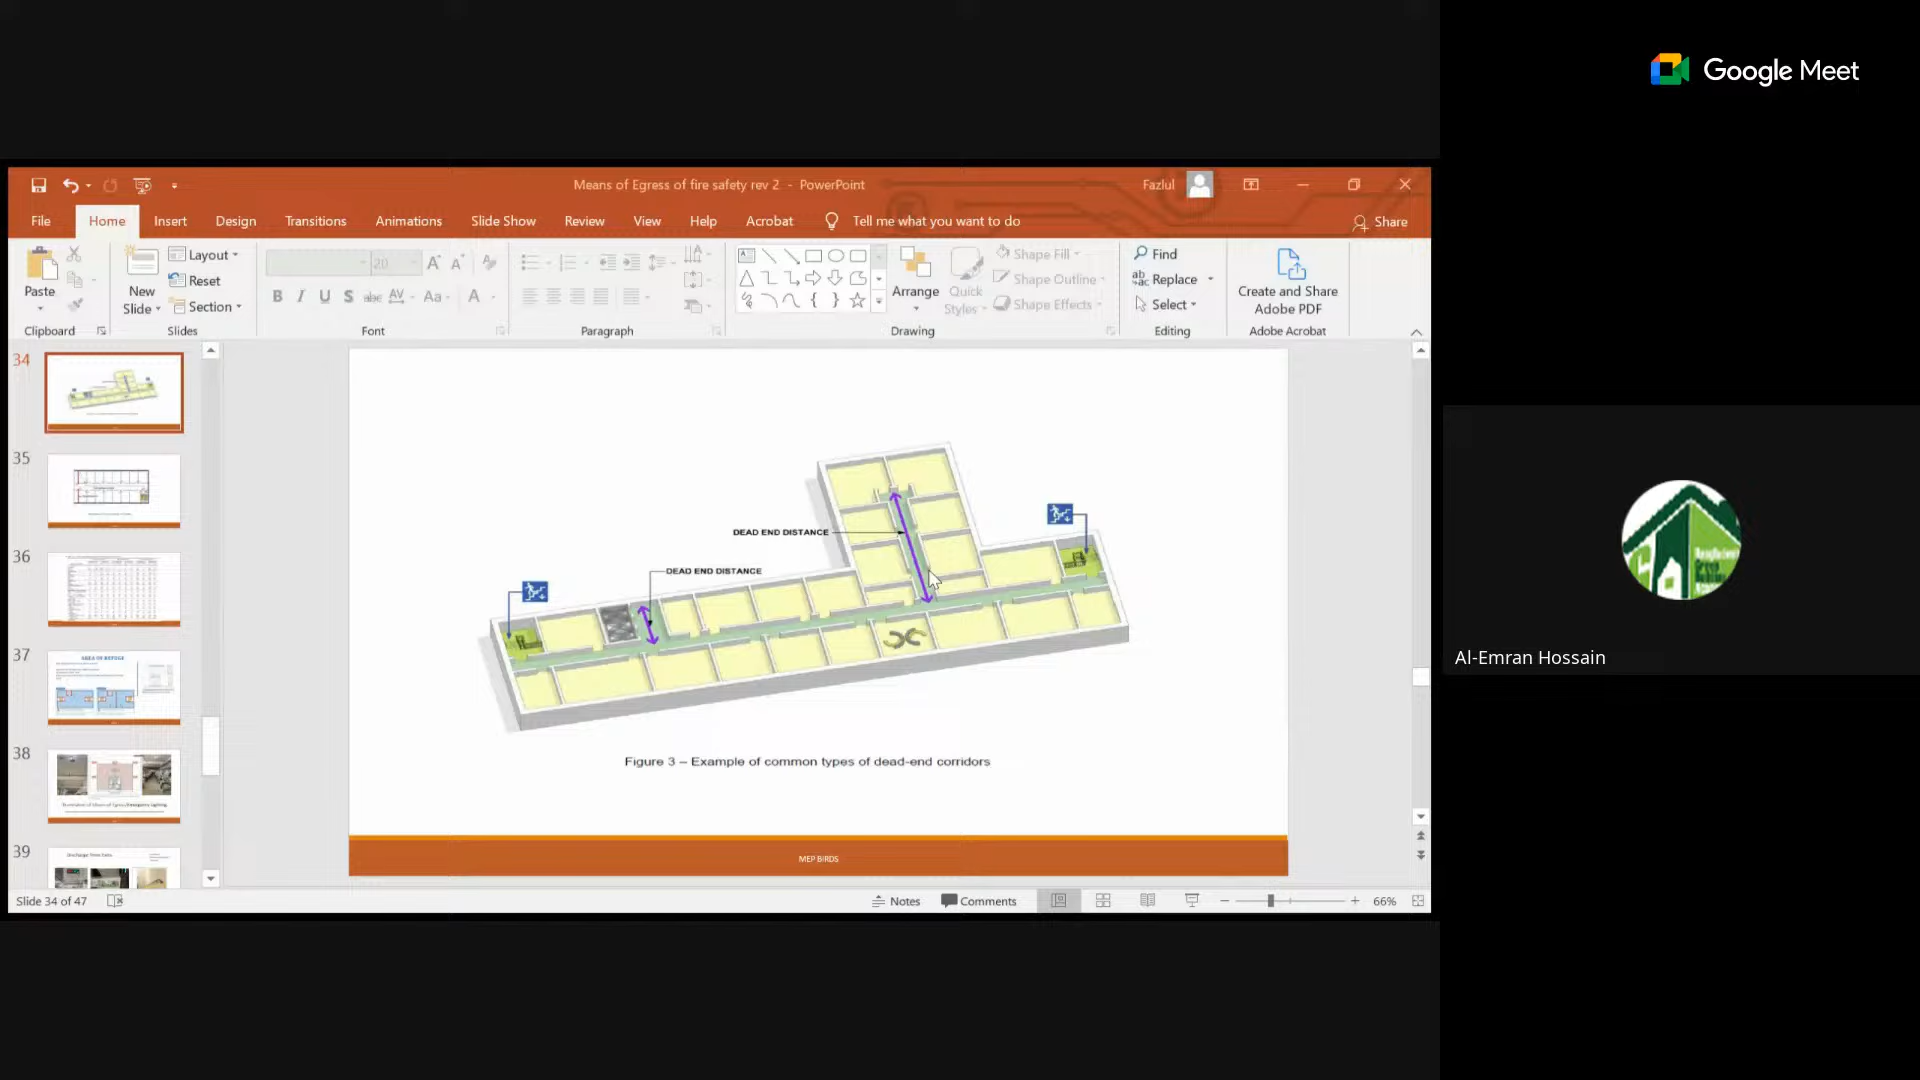 Google Meet
Means of Egress of fire safety rev 2 - PowerPoint
Fazlul
File Home Insert Design Transitions Animations Slide Show Review View Help Acrobat Tell me what you want to do Share
Paste
New Slide
Layout
Reset
Section
20
Arrange
Quick Styles
Shape Fill
Shape Outline
Shape Effects
Find
Replace
Select
Create and Share Adobe PDF
Clipboard Slides Font Paragraph Drawing Editing Adobe Acrobat
34
35
36
37
AREA OF REFUGE
38
39
DEAD END DISTANCE
DEAD END DISTANCE
Figure 3 – Example of common types of dead-end corridors
MEP BIRDS
Al-Emran Hossain
Slide 34 of 47
Notes Comments 66%